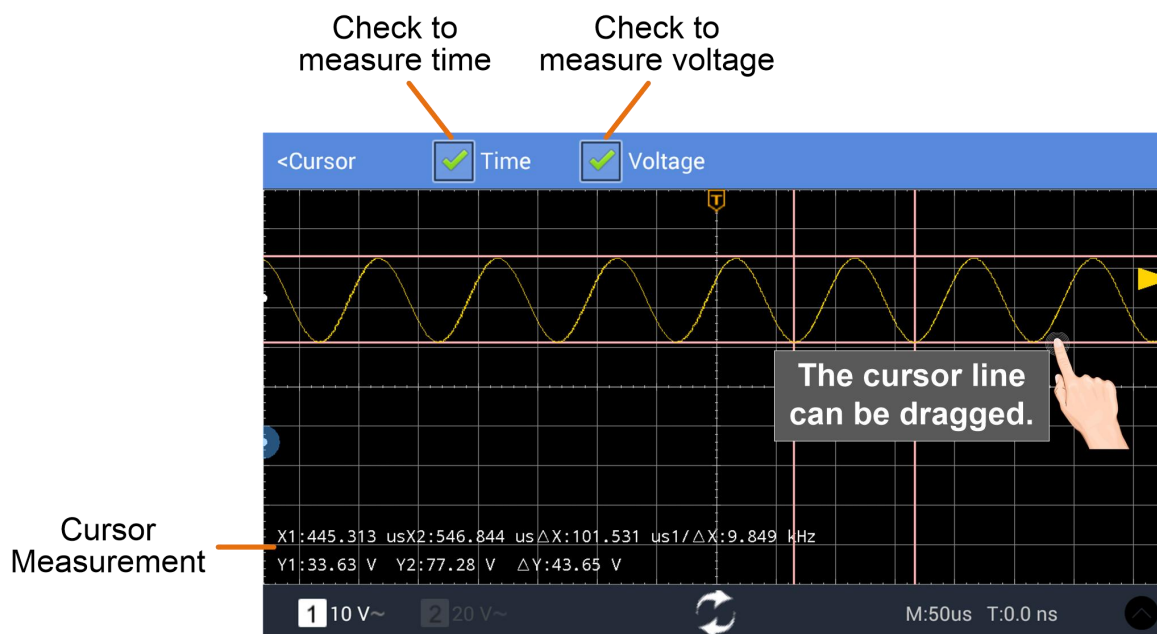 Check to
measure time
Check to
measure voltage
<Cursor
Time
Voltage
T
The cursor line
can be dragged.
Cursor
Measurement
X1:445.313 usX2:546.844 us△X:101.531 us1/△X:9.849 kHz
Y1:33.63 V Y2:77.28 V △Y:43.65 V
1 10 V~ 2 20 V~ M:50us T:0.0 ns